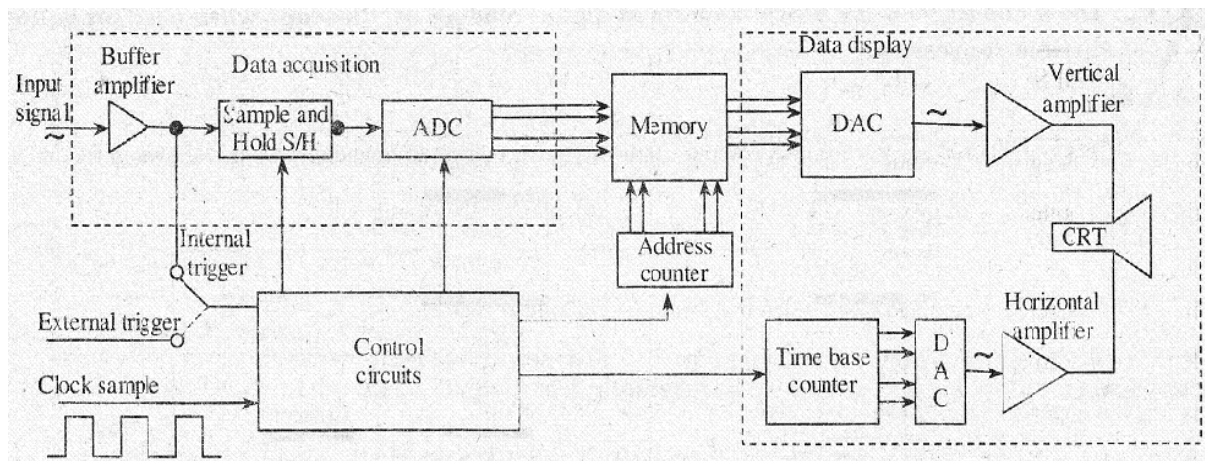 Data display
Buffer
amplifier
Data acquisition
Input
signal
~
Sample and
Hold S/H
ADC
Memory
DAC
~
Vertical
amplifier
CRT
Internal
trigger
Address
counter
External trigger
Control
circuits
Clock sample
Time base
counter
D
A
C
~
Horizontal
amplifier